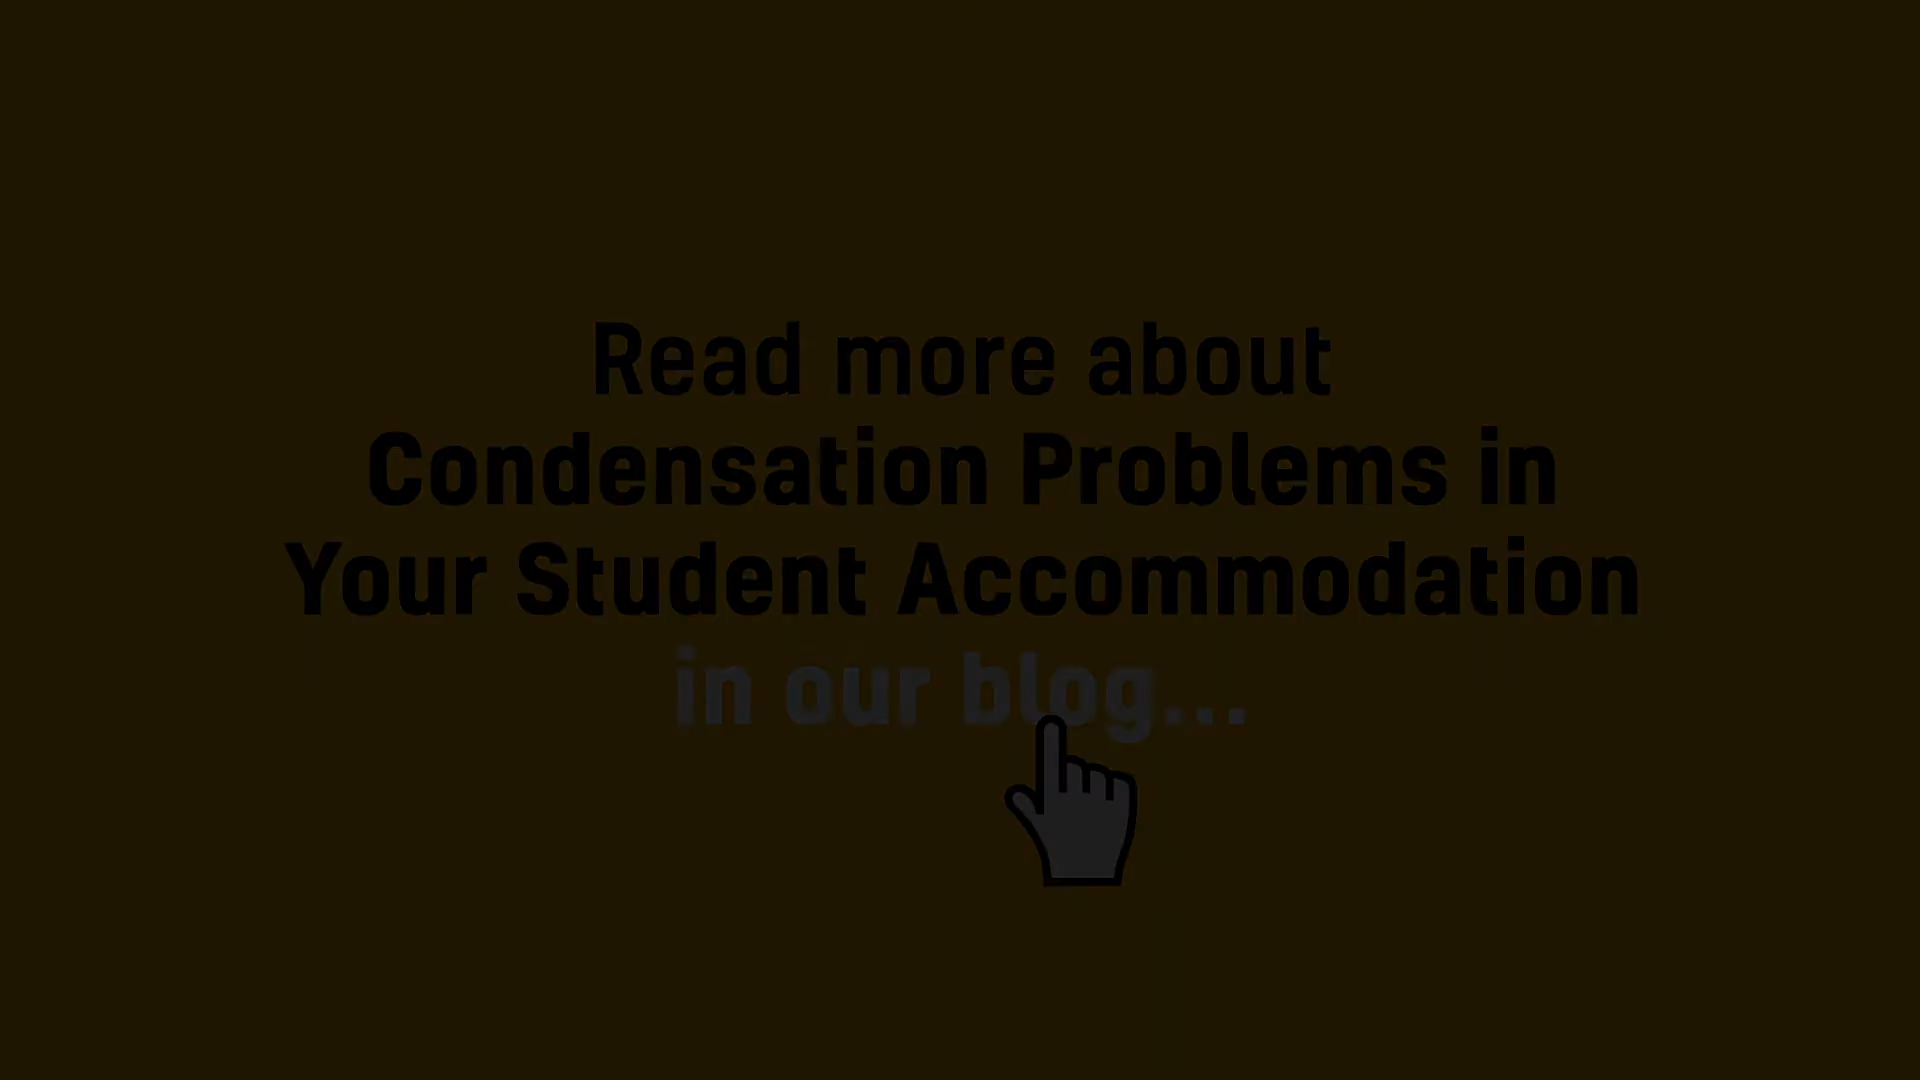 Read more about
Condensation Problems in
Your Student Accommodation
in our blog...